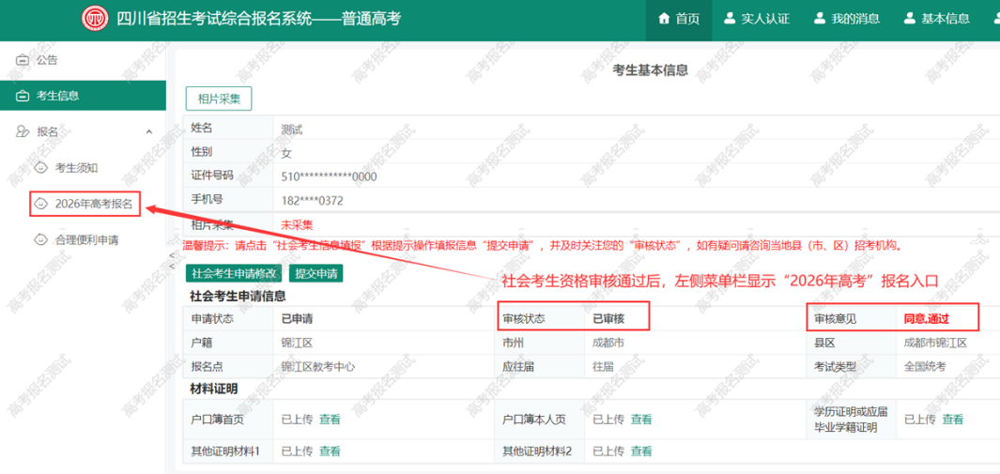 四川省招生考试综合报名系统——普通高考
首页 实人认证 我的消息 基本信息
公告
考生信息
报名
考生须知
2026年高考报名
合理便利申请
考生基本信息
相片采集
姓名 测试
性别 女
证件号码 510***********0000
手机号 182****0372
相片采集 未采集
温馨提示：请点击“社会考生信息填报”根据提示操作填报信息“提交申请”，并及时关注您的“审核状态”，如有疑问请咨询当地县（市、区）招考机构。
社会考生申请修改 提交申请
社会考生资格审核通过后，左侧菜单栏显示“2026年高考”报名入口
社会考生申请信息
申请状态 已申请 审核状态 已审核 审核意见 同意,通过
户籍 锦江区 市州 成都市 县区 成都市锦江区
报名点 锦江区教考中心 应往届 往届 考试类型 全国统考
材料证明
户口簿首页 已上传 查看 户口簿本人页 已上传 查看 学历证明或应届
毕业学籍证明 已上传 查看
其他证明材料1 已上传 查看 其他证明材料2 已上传 查看
高考报名测试